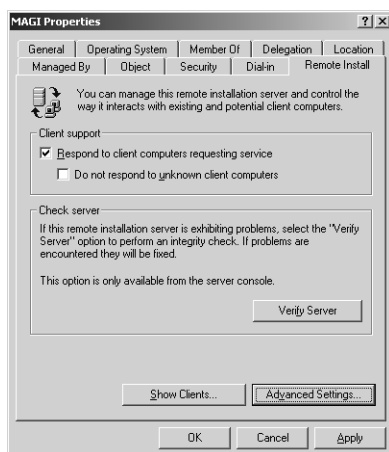 MAGI Properties
General Operating System Member Of Delegation Location
Managed By Object Security Dial-in Remote Install
You can manage this remote installation server and control the
way it interacts with existing and potential client computers.
Client support
Respond to client computers requesting service
Do not respond to unknown client computers
Check server
If this remote installation server is exhibiting problems, select the "Verify
Server" option to perform an integrity check. If problems are
encountered they will be fixed.
This option is only available from the server console.
Verify Server
Show Clients... Advanced Settings...
OK Cancel Apply